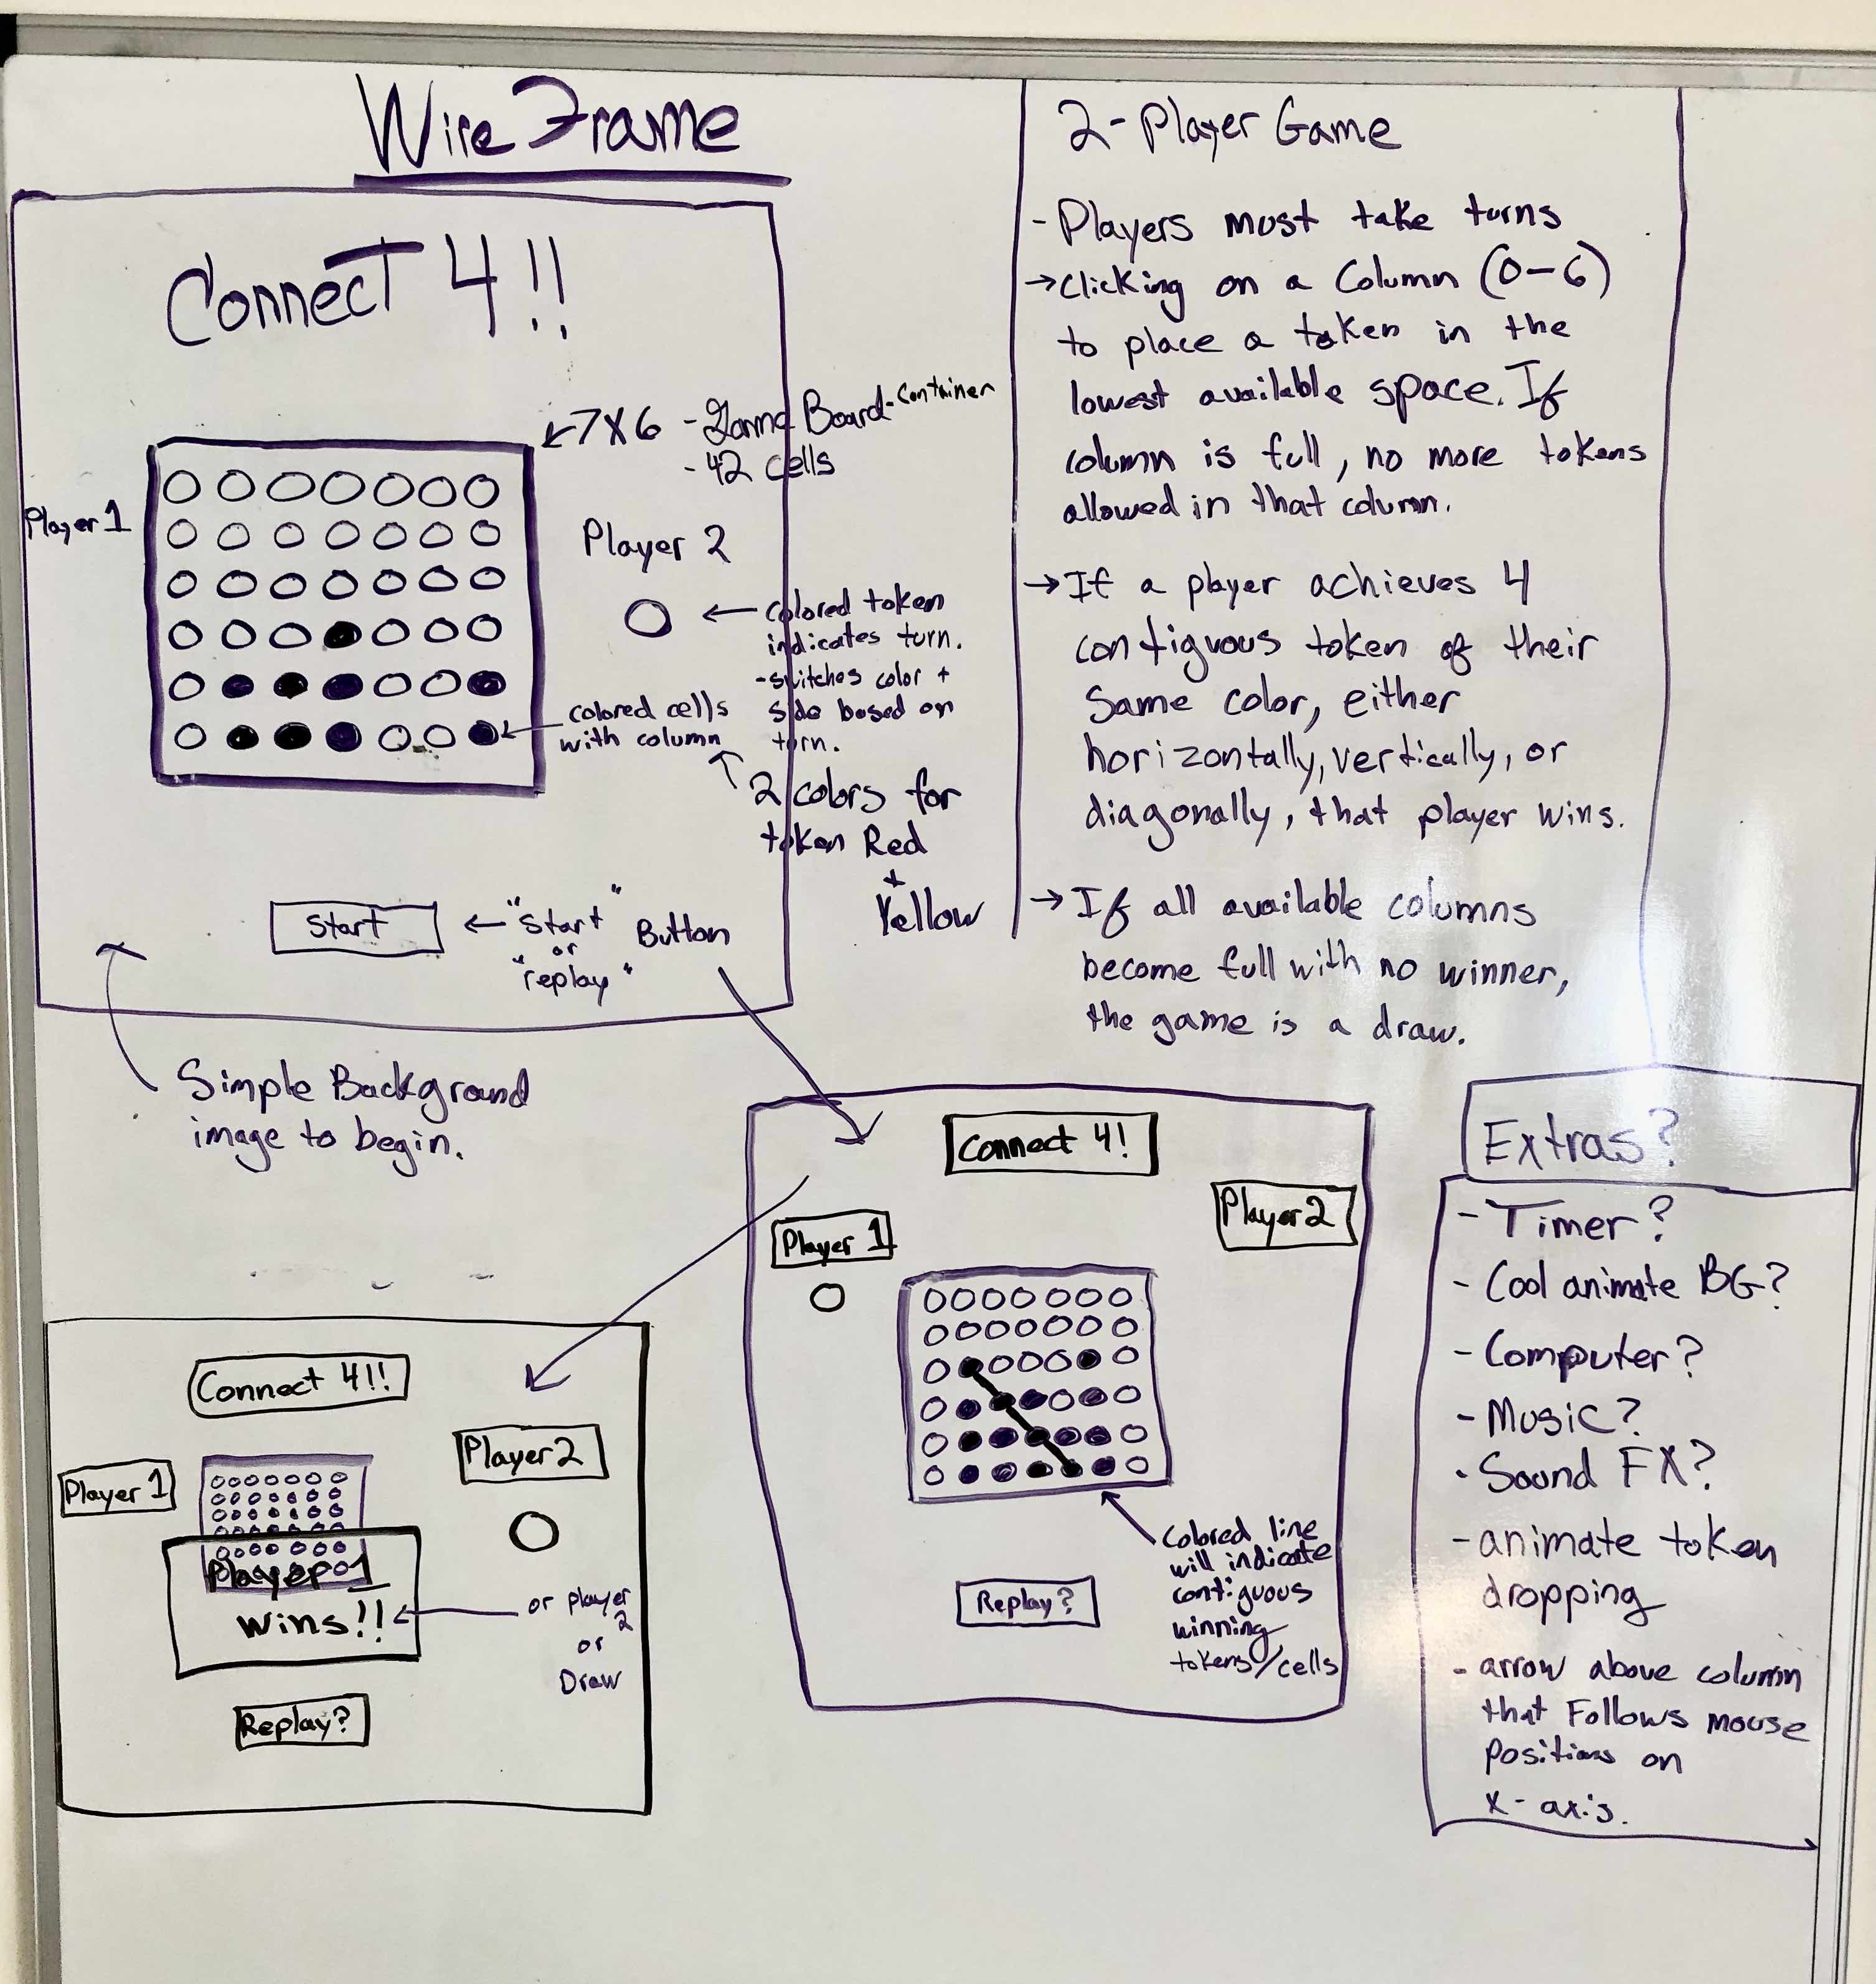 Wire Frame
Connect 4!!
7x6 - Game Board - Container
- 42 cells
Player 1
Player 2
colored token
indicates turn.
- switches color +
side based on
turn.
colored cells
with column
2 colors for
token Red
+
Yellow
Start
"Start"
or
"replay"
Button
Simple Background
image to begin.
2-Player Game
- Players must take turns
→ Clicking on a Column (0-6)
to place a token in the
lowest available space. If
column is full, no more tokens
allowed in that column.
→ If a player achieves 4
contiguous token of their
Same color, either
horizontally, vertically, or
diagonally, that player wins.
→ If all available columns
become full with no winner,
the game is a draw.
Connect 4!
Player 1
Player 2
Colored line
will indicate
contiguous
winning
tokens/cells
Replay?
Connect 4!!
Player 1
Player 2
Player 1
wins!!
or player
2
or
Draw
Replay?
Extras?
- Timer?
- Cool animate BG?
- Computer?
- Music?
· Sound FX?
- animate token
dropping
- arrow above column
that Follows mouse
positions on
x-axis.